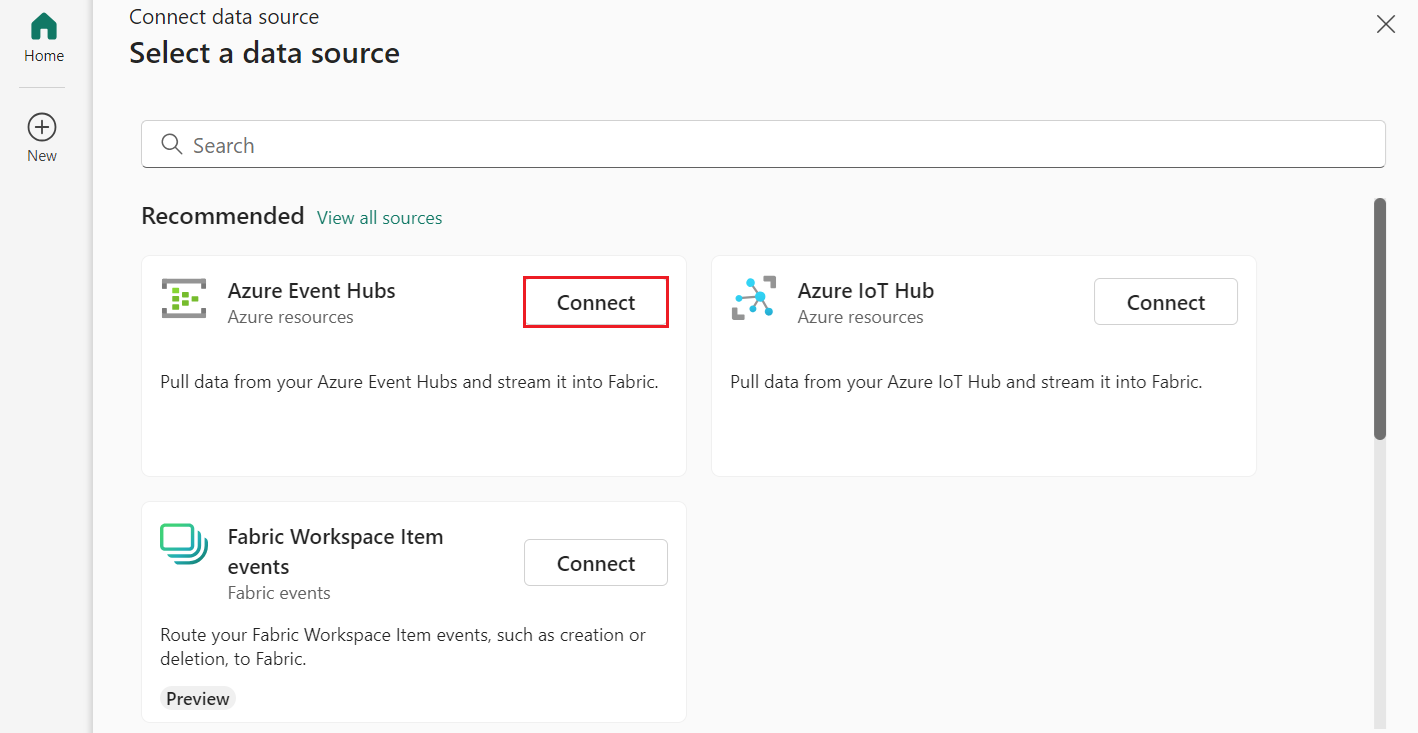 Home
New
Connect data source
Select a data source
Search
Recommended View all sources
Azure Event Hubs
Azure resources
Connect
Pull data from your Azure Event Hubs and stream it into Fabric.
Azure IoT Hub
Azure resources
Connect
Pull data from your Azure IoT Hub and stream it into Fabric.
Fabric Workspace Item
events
Fabric events
Connect
Route your Fabric Workspace Item events, such as creation or
deletion, to Fabric.
Preview